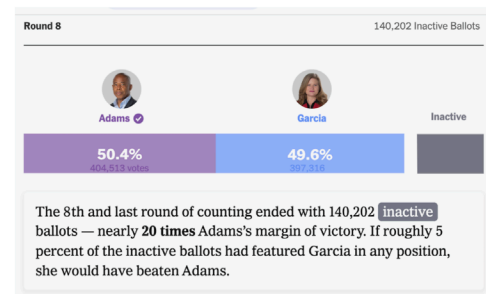 Round 8
140,202 Inactive Ballots
Adams
Garcia
Inactive
50.4%
49.6%
404,513 votes
397,316
The 8th and last round of counting ended with 140,202 inactive
ballots — nearly 20 times Adams's margin of victory. If roughly 5
percent of the inactive ballots had featured Garcia in any position,
she would have beaten Adams.